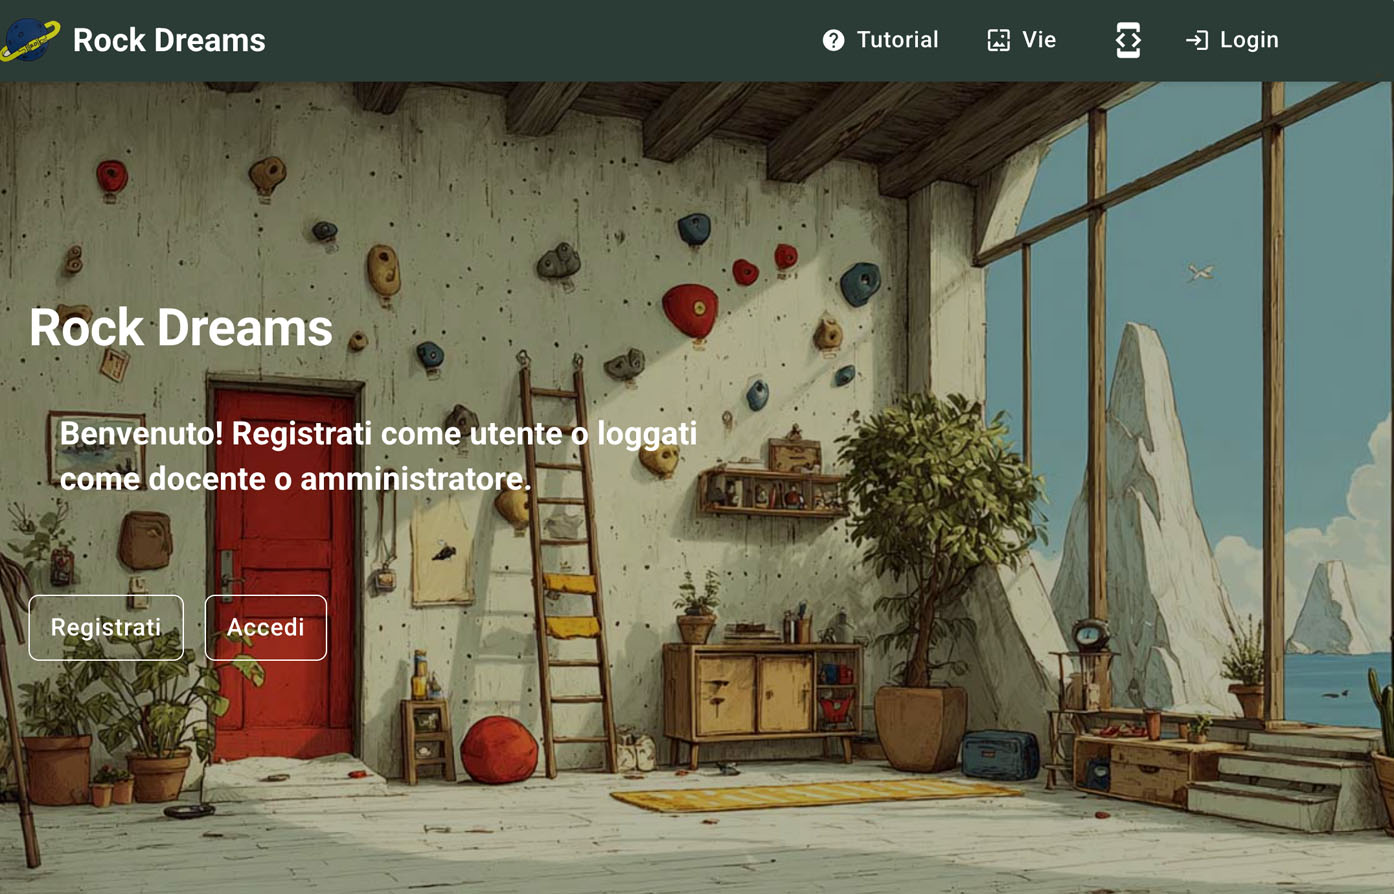 Rock Dreams
Tutorial
Vie
Login
Rock Dreams
Benvenuto! Registrati come utente o loggati
come docente o amministratore.
Registrati
Accedi